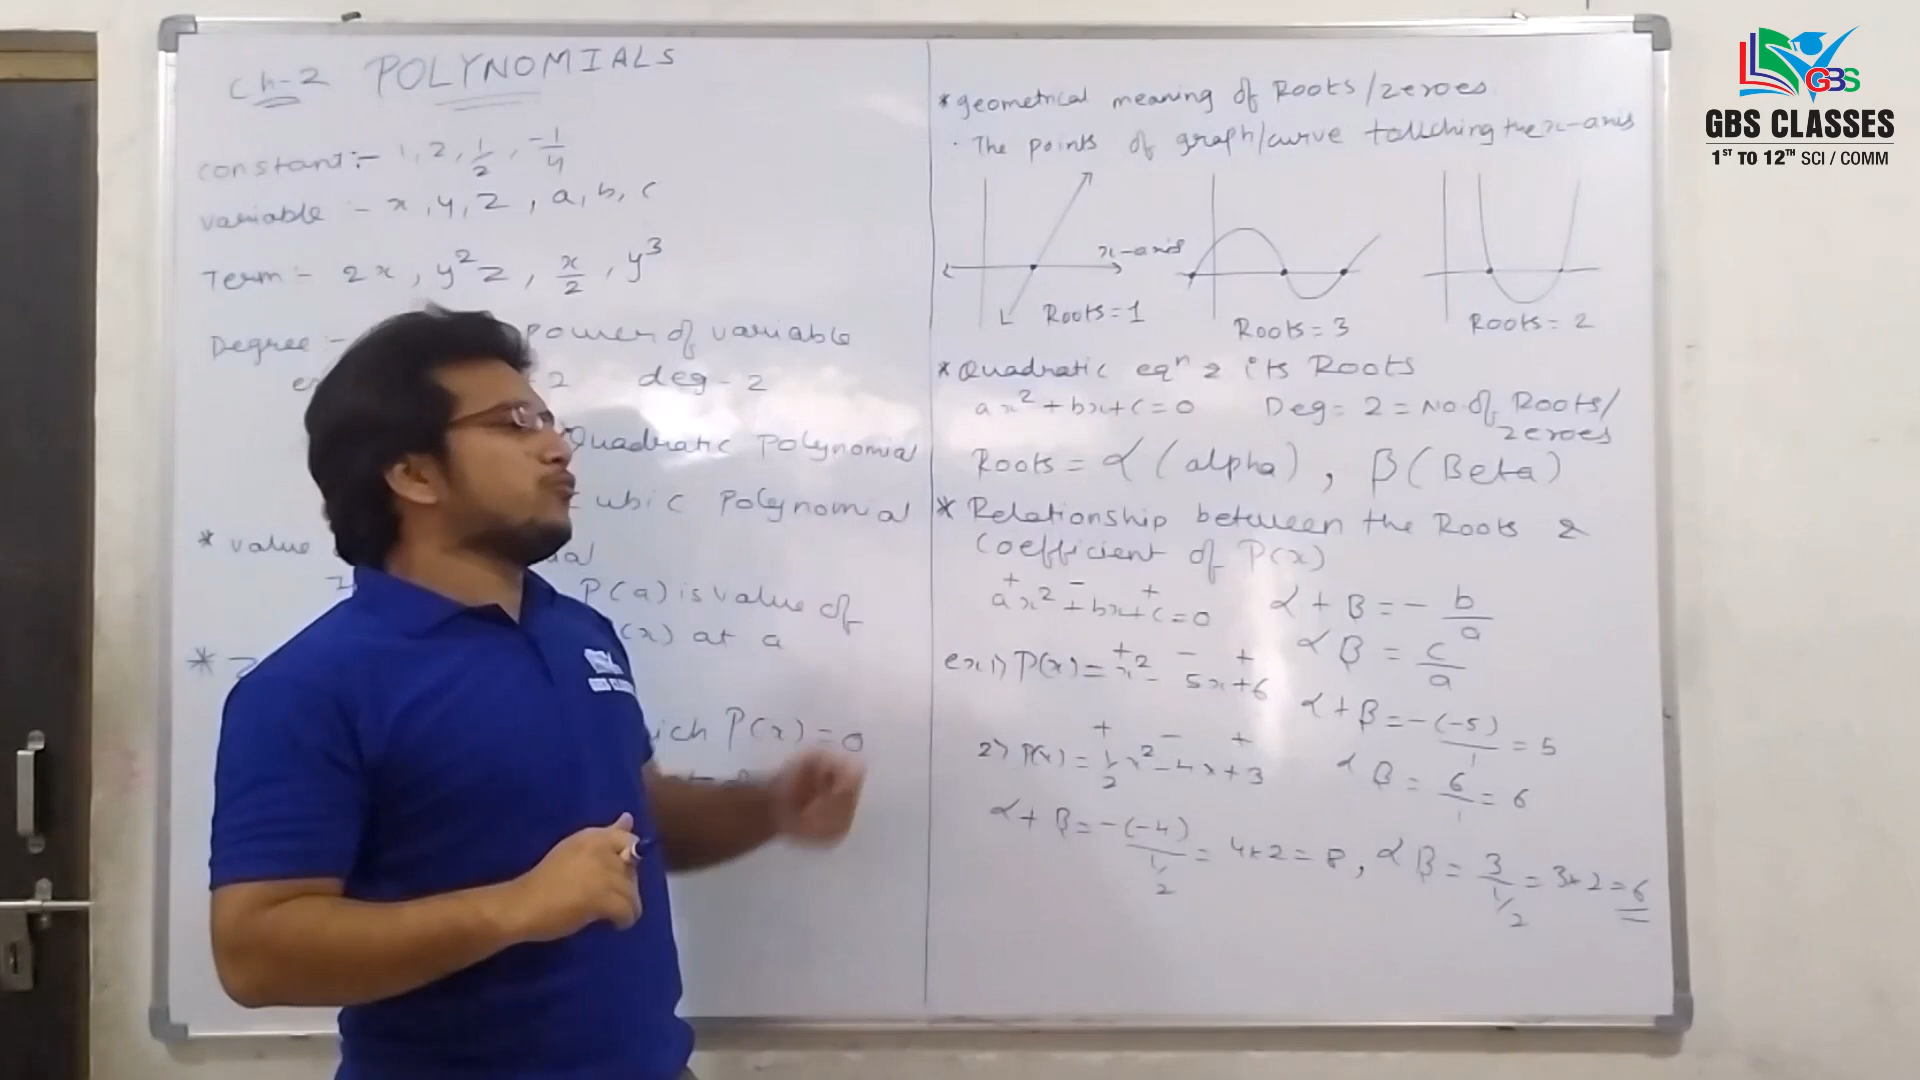 Ch-2 POLYNOMIALS
constant :- 1, 2, 1/2, -1/4
variable :- x, y, z, a, b, c
Term :- 2x, y²z, x/2, y³
Degree - power of variable
2 deg - 2
Quadratic Polynomial
ubic Polynomial
* value
P(a) is value of
(x) at a
*
ich P(x) = 0
* geometrical meaning of Roots/zeroes
· The points of graph/curve touching the x-axis
x-axis
Roots = 1
Roots = 3
Roots = 2
* Quadratic eqⁿ & its Roots
ax² + bx + c = 0 Deg = 2 = No. of Roots/
zeroes
Roots = α (alpha), β (Beta)
* Relationship between the Roots &
coefficient of P(x)
+ - +
ax² + bx + c = 0 α + β = - b/a
αβ = c/a
+ - +
ex 1) P(x) = x² - 5x + 6
α + β = -(-5)/1 = 5
αβ = 6/1 = 6
+ - +
2) P(x) = 1/2 x² - 4x + 3
α + β = -(-4)/1/2 = 4×2 = 8, αβ = 3/1/2 = 3×2 = 6
GBS
GBS CLASSES
1ST TO 12TH SCI / COMM